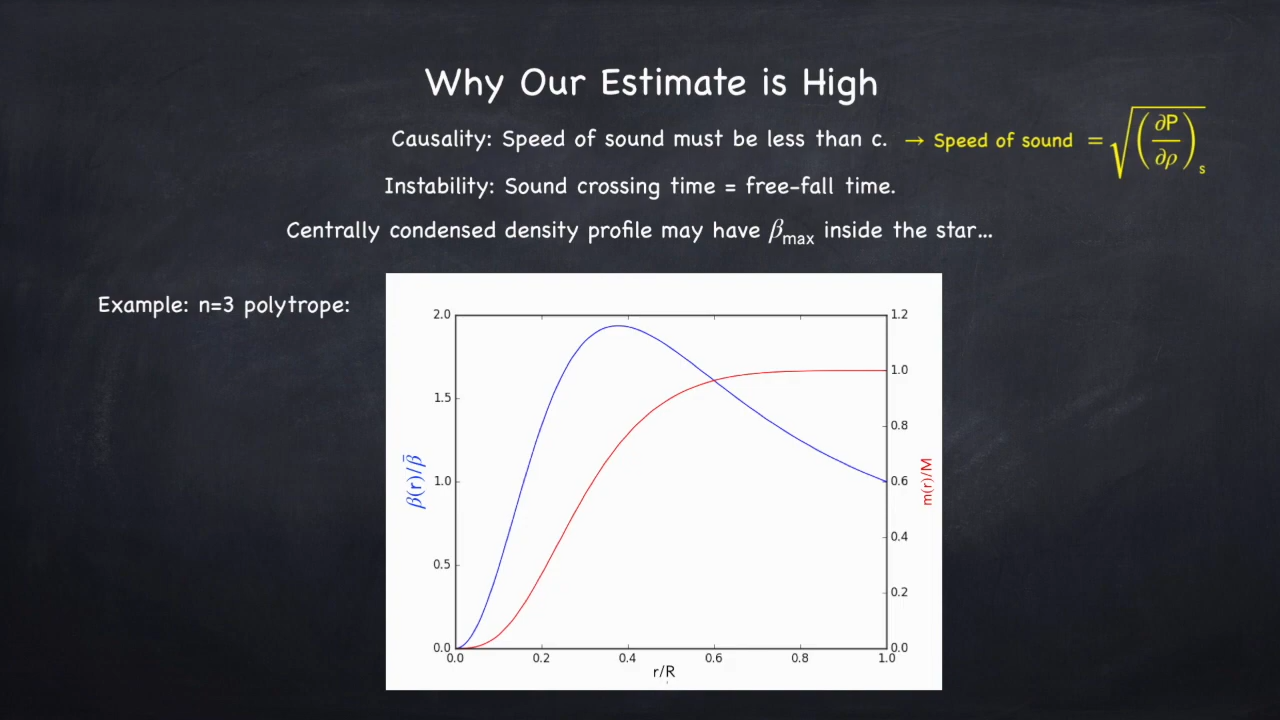 Why Our Estimate is High
Causality: Speed of sound must be less than c. → Speed of sound = √(∂P/∂ρ)s
Instability: Sound crossing time = free-fall time.
Centrally condensed density profile may have βmax inside the star...
Example: n=3 polytrope:
2.0
1.5
1.0
0.5
0.0
β(r)/β̄
1.2
1.0
0.8
0.6
0.4
0.2
0.0
m(r)/M
0.0 0.2 0.4 0.6 0.8 1.0
r/R